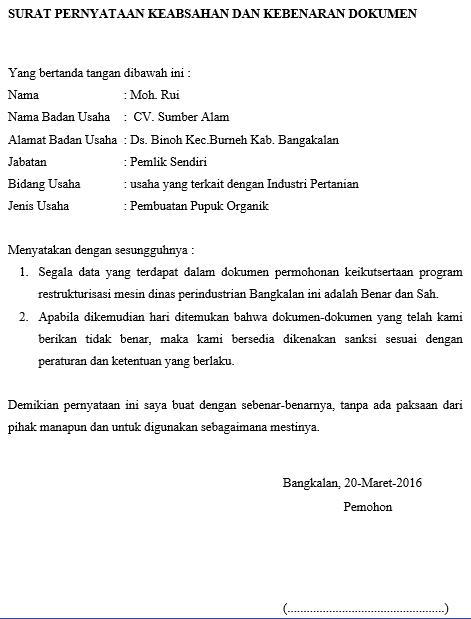 SURAT PERNYATAAN KEABSAHAN DAN KEBENARAN DOKUMEN
Yang bertanda tangan dibawah ini :
Nama : Moh. Rui
Nama Badan Usaha : CV. Sumber Alam
Alamat Badan Usaha : Ds. Binoh Kec.Burneh Kab. Bangakalan
Jabatan : Pemlik Sendiri
Bidang Usaha : usaha yang terkait dengan Industri Pertanian
Jenis Usaha : Pembuatan Pupuk Organik
Menyatakan dengan sesungguhnya :
1. Segala data yang terdapat dalam dokumen permohonan keikutsertaan program
restrukturisasi mesin dinas perindustrian Bangkalan ini adalah Benar dan Sah.
2. Apabila dikemudian hari ditemukan bahwa dokumen-dokumen yang telah kami
berikan tidak benar, maka kami bersedia dikenakan sanksi sesuai dengan
peraturan dan ketentuan yang berlaku.
Demikian pernyataan ini saya buat dengan sebenar-benarnya, tanpa ada paksaan dari
pihak manapun dan untuk digunakan sebagaimana mestinya.
Bangkalan, 20-Maret-2016
Pemohon
(..................................................)